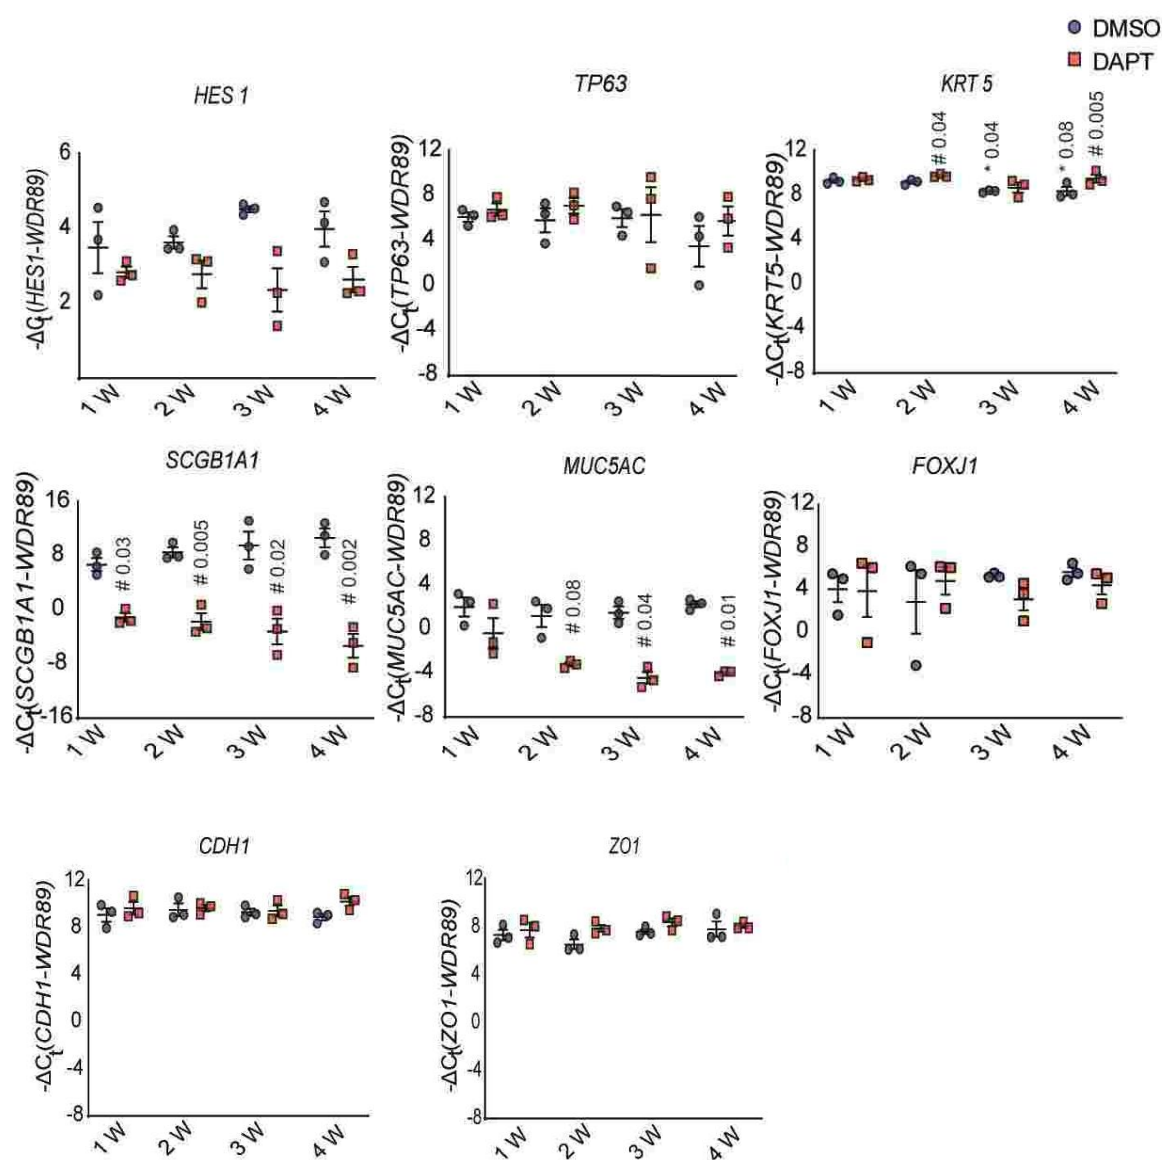 DMSO
DAPT
HES 1
-ΔCt(HES1-WDR89)
6
4
2
1 W
2 W
3 W
4 W
TP63
-ΔCt(TP63-WDR89)
12
8
4
0
-4
-8
1 W
2 W
3 W
4 W
KRT 5
-ΔCt(KRT5-WDR89)
12
8
4
0
-4
-8
# 0.04
* 0.04
* 0.08
# 0.005
1 W
2 W
3 W
4 W
SCGB1A1
-ΔCt(SCGB1A1-WDR89)
16
8
0
-8
-16
# 0.03
# 0.005
# 0.02
# 0.002
1 W
2 W
3 W
4 W
MUC5AC
-ΔCt(MUC5AC-WDR89)
12
8
4
0
-4
-8
# 0.08
# 0.04
# 0.01
1 W
2 W
3 W
4 W
FOXJ1
-ΔCt(FOXJ1-WDR89)
12
8
4
0
-4
-8
1 W
2 W
3 W
4 W
CDH1
-ΔCt(CDH1-WDR89)
12
8
4
0
-4
-8
1 W
2 W
3 W
4 W
ZO1
-ΔCt(ZO1-WDR89)
12
8
4
0
-4
-8
1 W
2 W
3 W
4 W